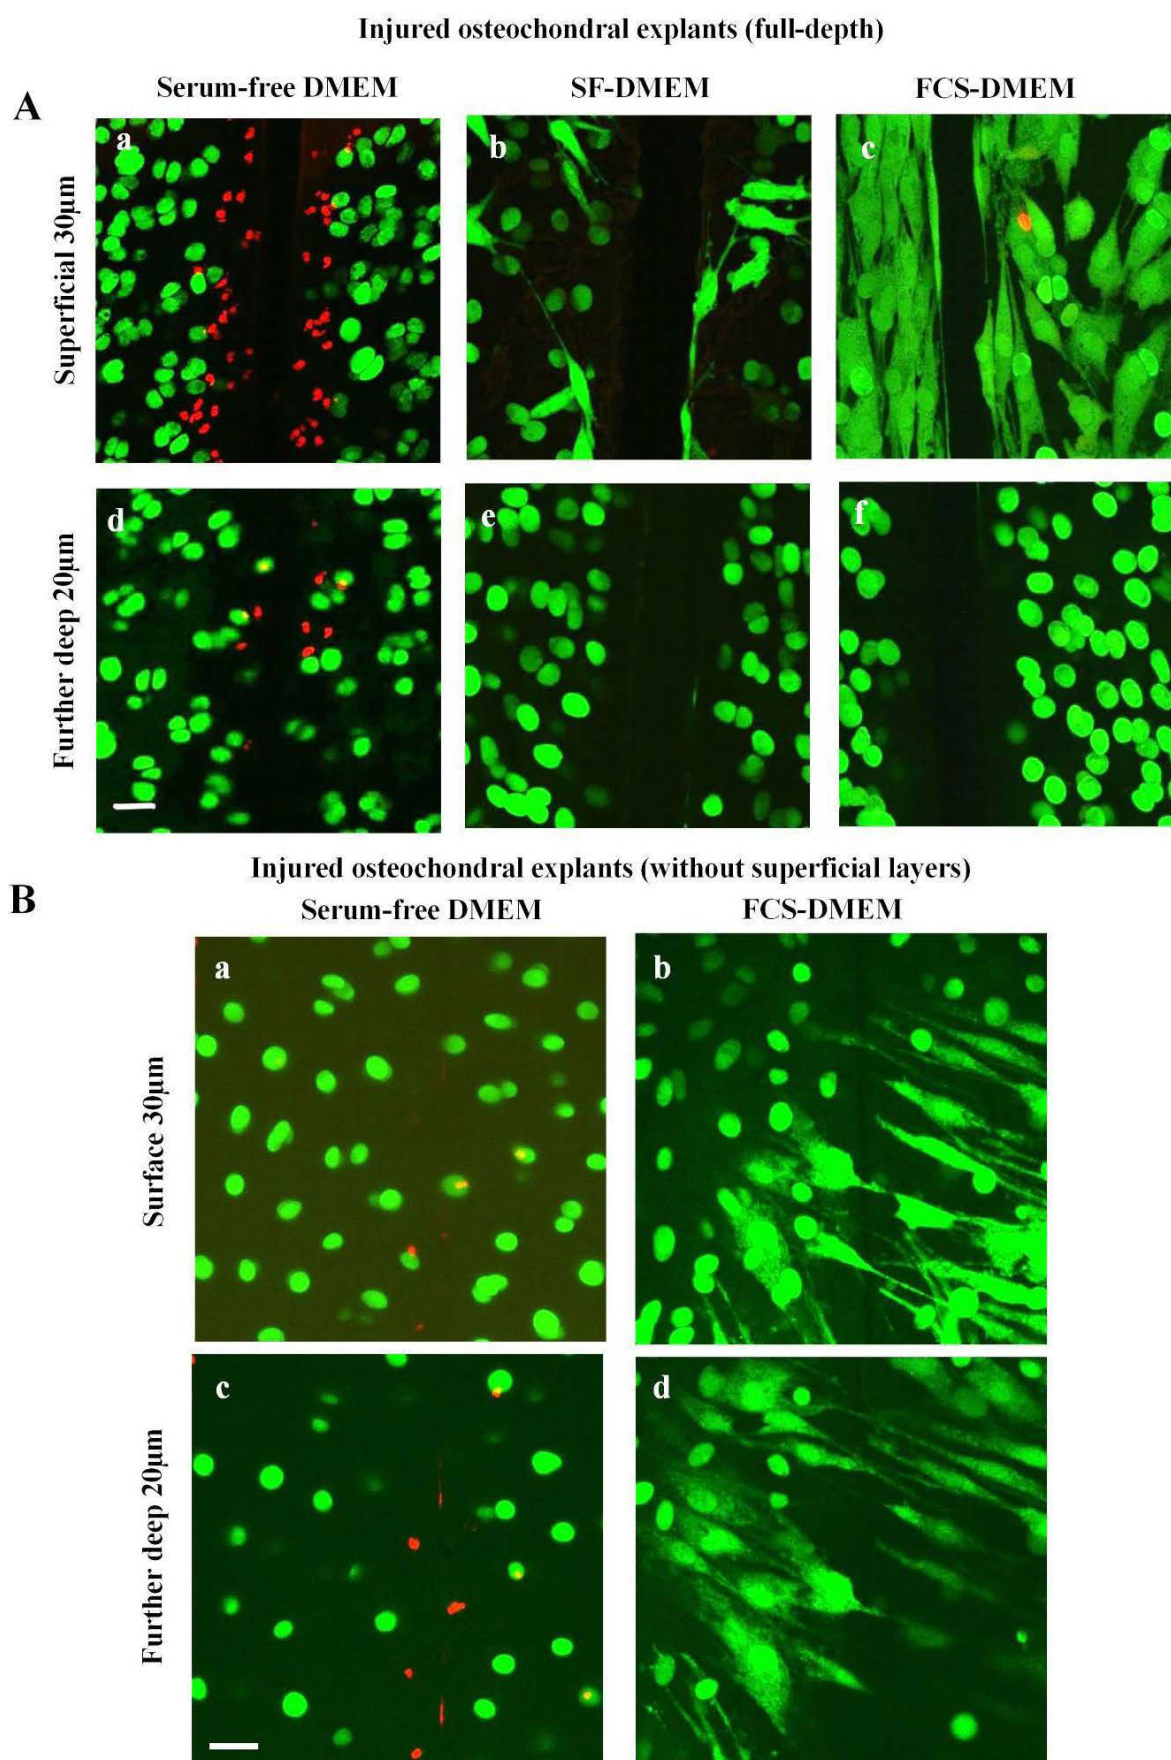 Injured osteochondral explants (full-depth)
Serum-free DMEM SF-DMEM FCS-DMEM
A
a b c
Superficial 30µm
d e f
Further deep 20µm
Injured osteochondral explants (without superficial layers)
B
Serum-free DMEM FCS-DMEM
a b
Surface 30µm
c d
Further deep 20µm